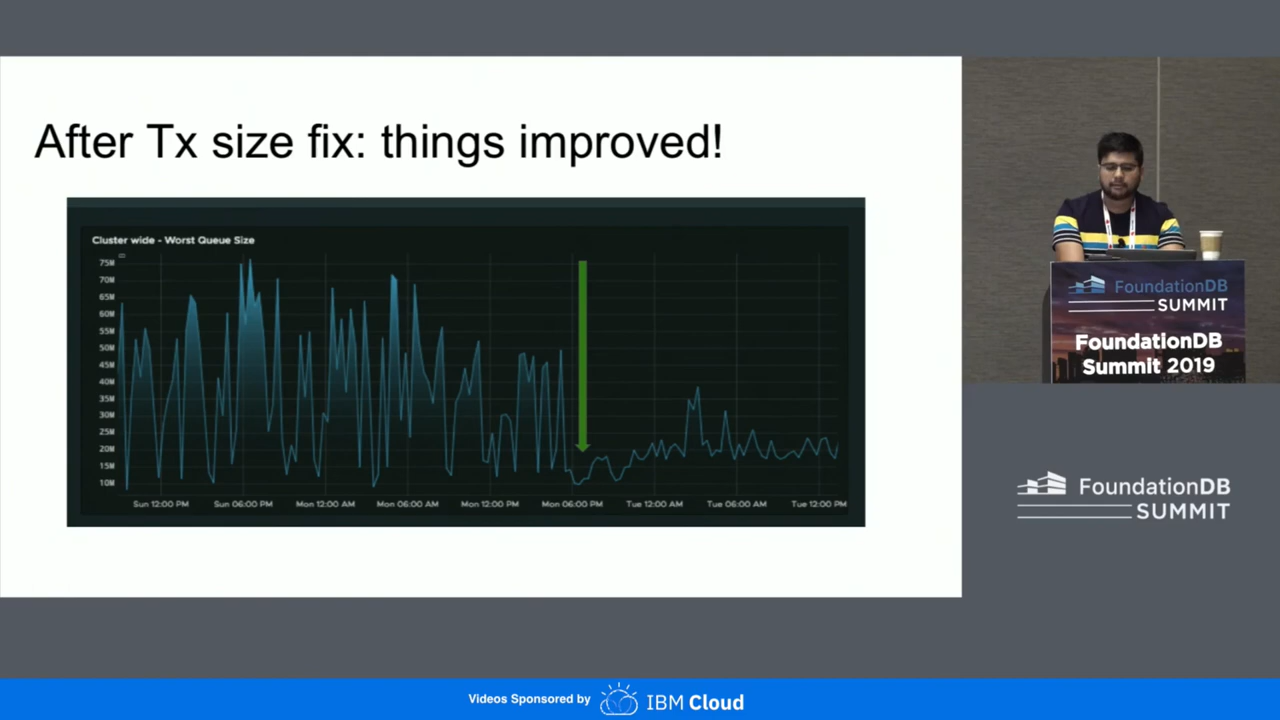 After Tx size fix: things improved!
Cluster wide - Worst Queue Size
75M
70M
65M
60M
55M
50M
45M
40M
35M
30M
25M
20M
15M
10M
Sun 12:00 PM
Sun 06:00 PM
Mon 12:00 AM
Mon 06:00 AM
Mon 12:00 PM
Mon 06:00 PM
Tue 12:00 AM
Tue 06:00 AM
Tue 12:00 PM
FoundationDB
SUMMIT
FoundationDB
Summit 2019
FoundationDB
SUMMIT
Videos Sponsored by IBM Cloud